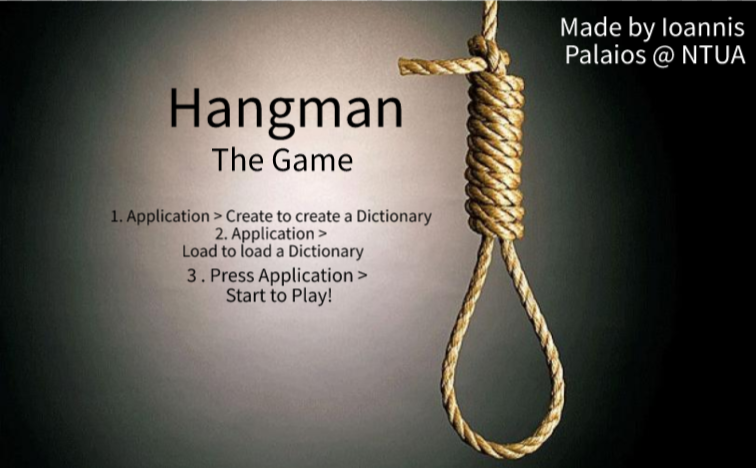 Made by Ioannis
Palaios @ NTUA
Hangman
The Game
1. Application > Create to create a Dictionary
2. Application >
Load to load a Dictionary
3 . Press Application >
Start to Play!